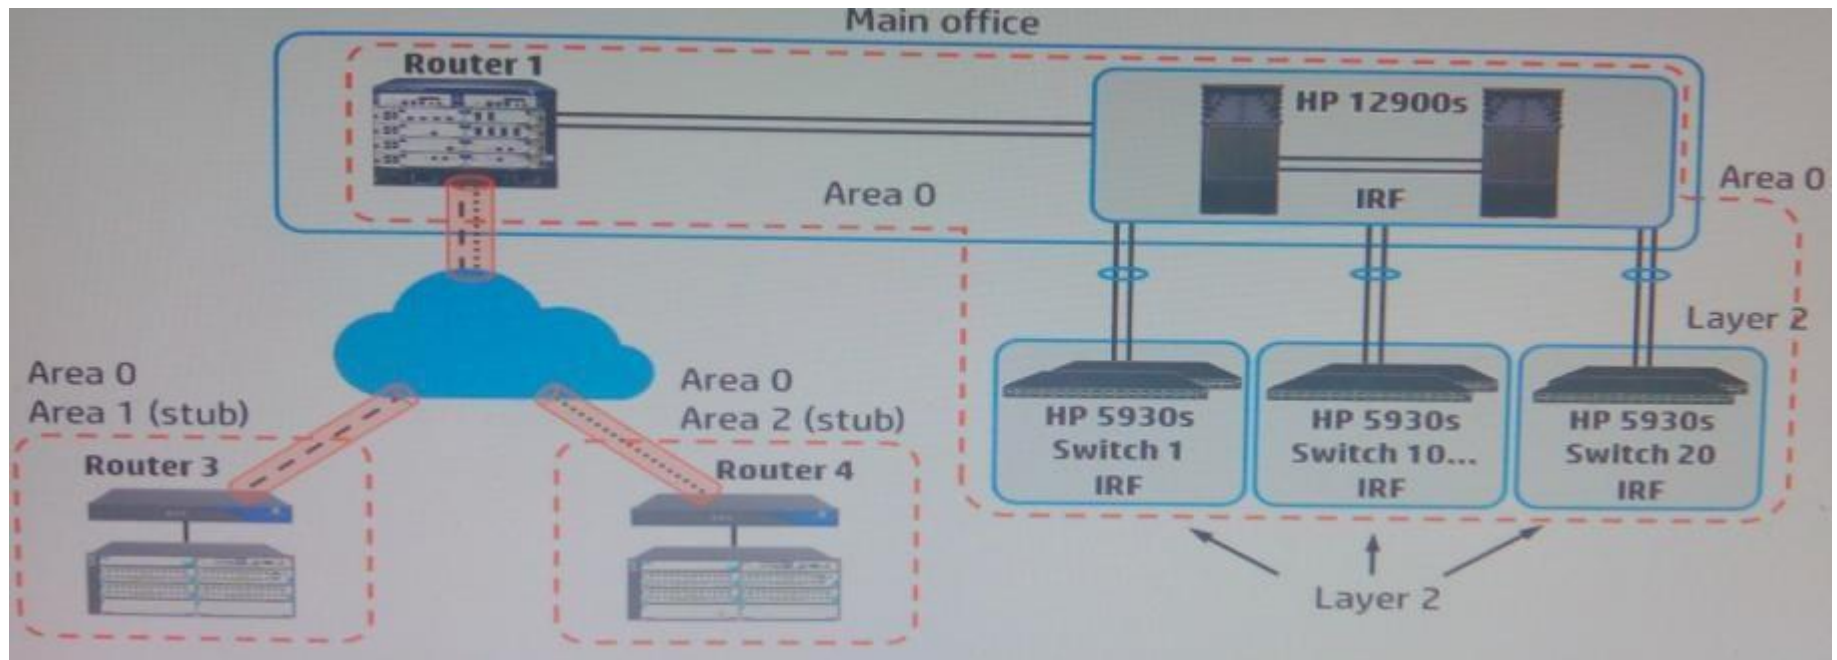 Main office
Router 1
HP 12900s
IRF
Area 0
Area 0
Layer 2
Area 0
Area 1 (stub)
Router 3
Area 0
Area 2 (stub)
Router 4
HP 5930s
Switch 1
IRF
HP 5930s
Switch 10...
IRF
HP 5930s
Switch 20
IRF
Layer 2